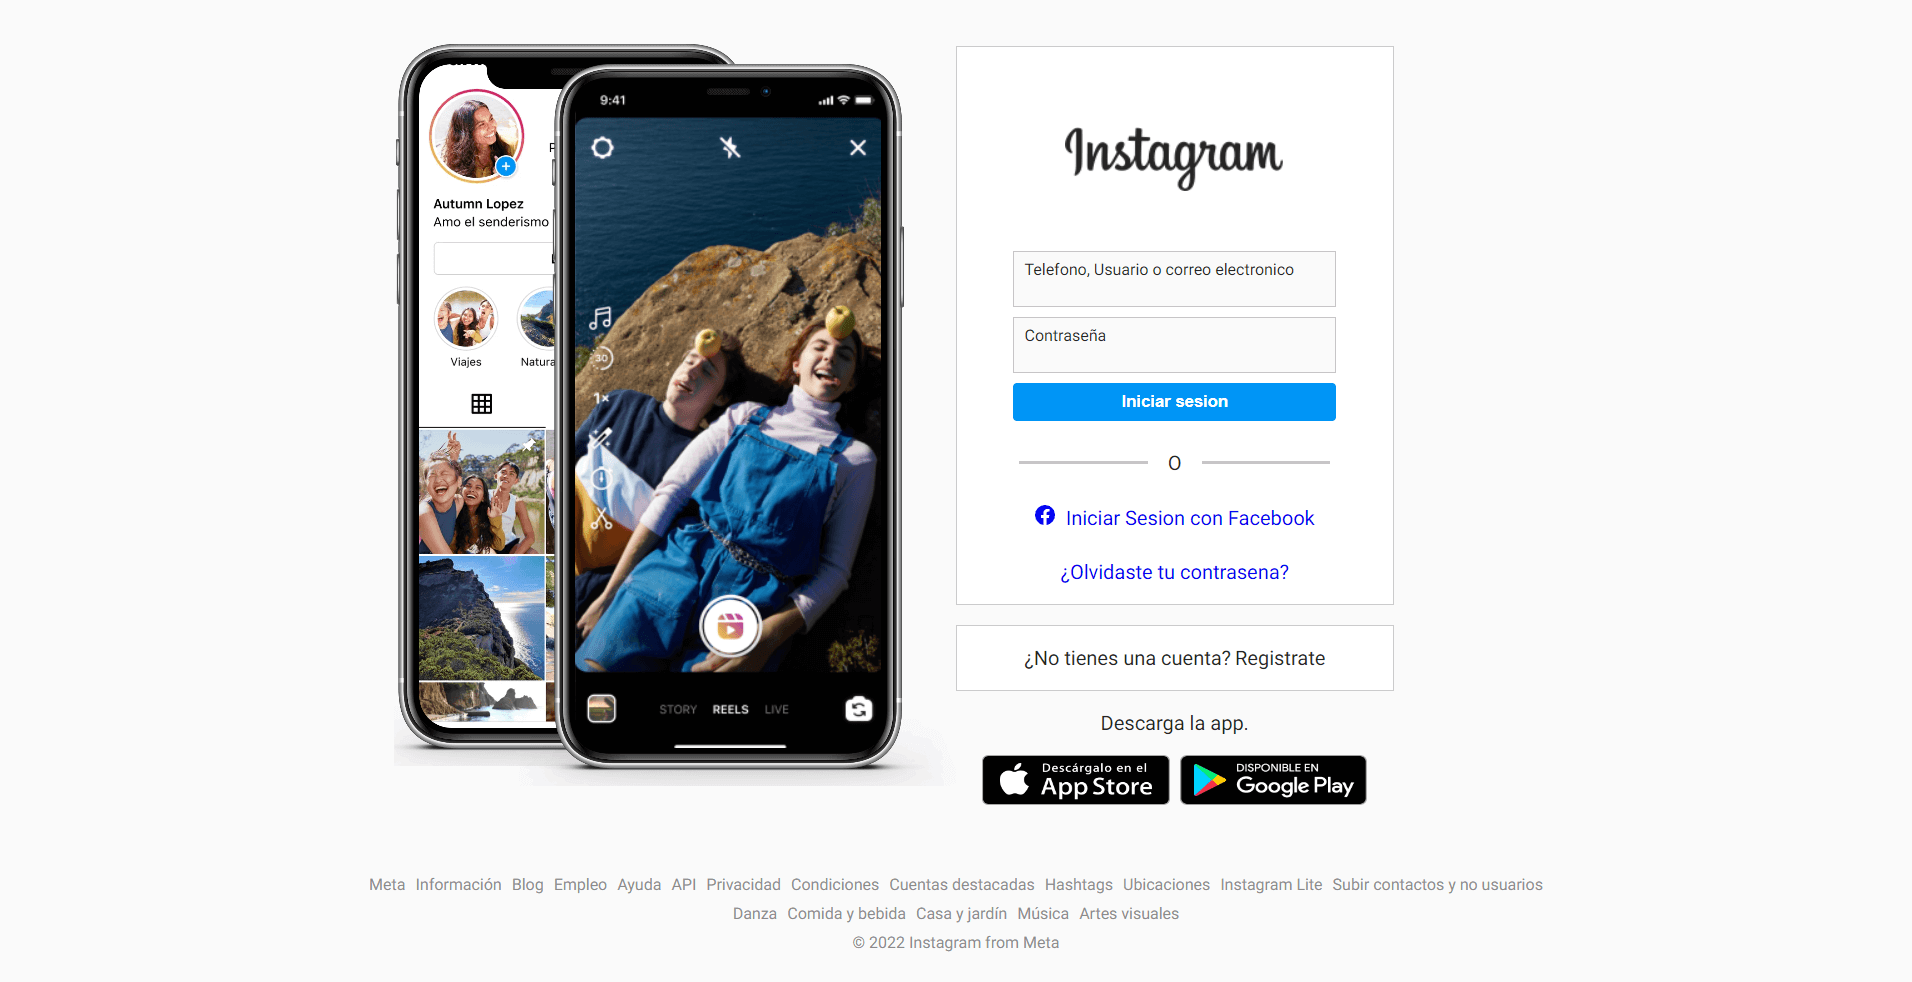 9:41
Autumn Lopez
Amo el senderismo
Viajes
Natura
30
1×
STORY REELS LIVE
Instagram
Telefono, Usuario o correo electronico
Contraseña
Iniciar sesion
O
Iniciar Sesion con Facebook
¿Olvidaste tu contrasena?
¿No tienes una cuenta? Registrate
Descarga la app.
Descárgalo en el
App Store
DISPONIBLE EN
Google Play
Meta Información Blog Empleo Ayuda API Privacidad Condiciones Cuentas destacadas Hashtags Ubicaciones Instagram Lite Subir contactos y no usuarios
Danza Comida y bebida Casa y jardín Música Artes visuales
© 2022 Instagram from Meta